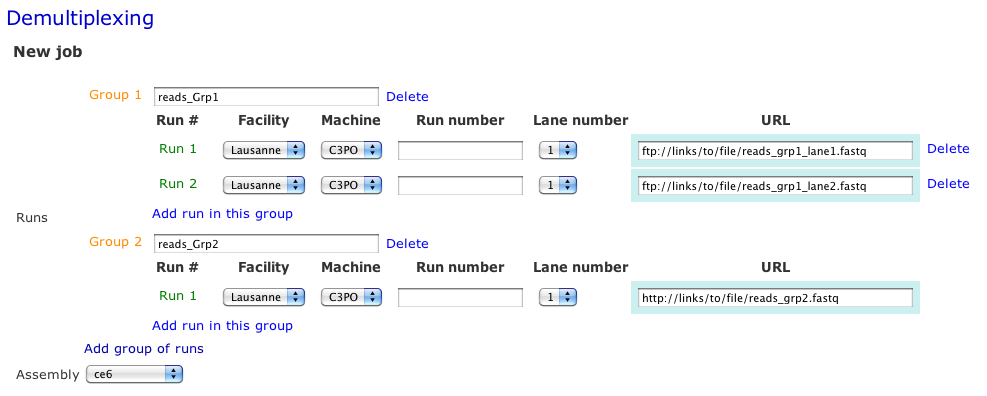 Demultiplexing
New job
Group 1 reads_Grp1 Delete
Run # Facility Machine Run number Lane number URL
Run 1 Lausanne C3PO 1 ftp://links/to/file/reads_grp1_lane1.fastq Delete
Run 2 Lausanne C3PO 1 ftp://links/to/file/reads_grp1_lane2.fastq Delete
Add run in this group
Runs
Group 2 reads_Grp2 Delete
Run # Facility Machine Run number Lane number URL
Run 1 Lausanne C3PO 1 http://links/to/file/reads_grp2.fastq
Add run in this group
Add group of runs
Assembly ce6